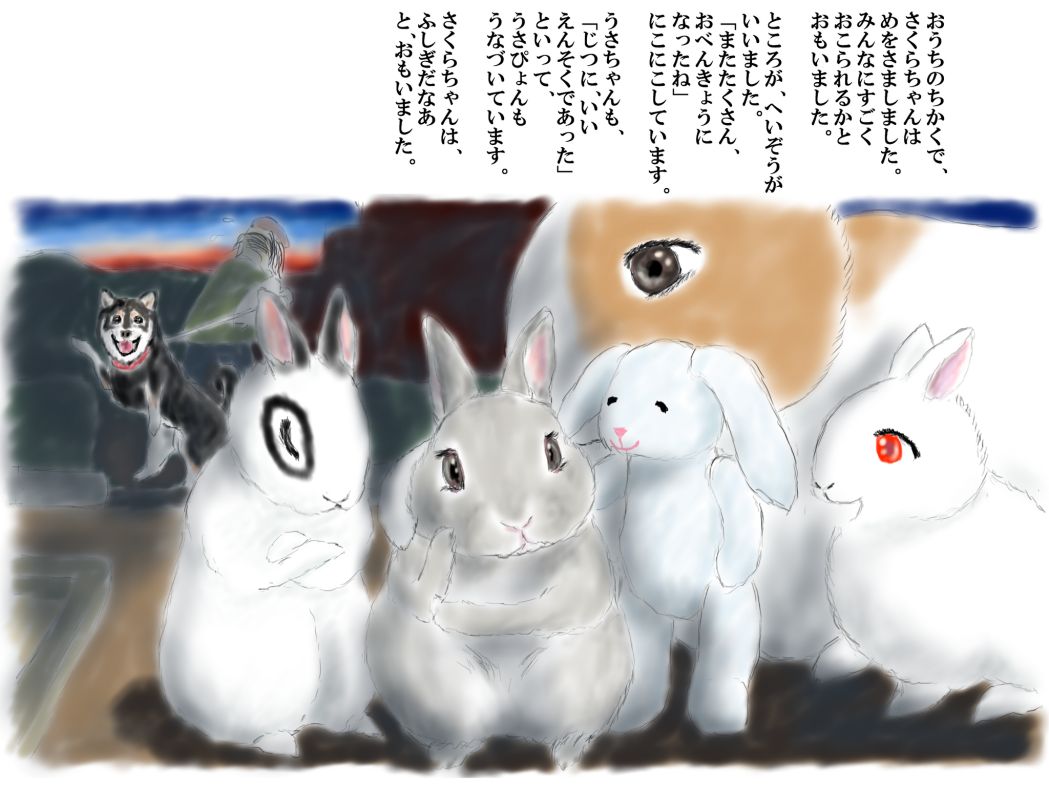 おうちのちかくで、
さくらちゃんは
めをさましました。
みんなにすごく
おこられるかと
おもいました。
ところが、へいぞうが
いいました。
「またたくさん、
おべんきょうに
なったね」
にこにこしています。
うさちゃんも、
「じつに、いい
えんそくであった」
といって、
うさぴょんも
うなづいています。
さくらちゃんは、
ふしぎだなあ
と、おもいました。